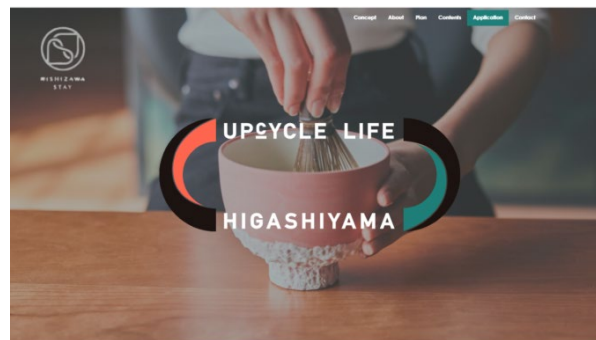 Concept About Plan Contents Application Contact
NISHIZAWA
STAY
UPCYCLE LIFE
HIGASHIYAMA